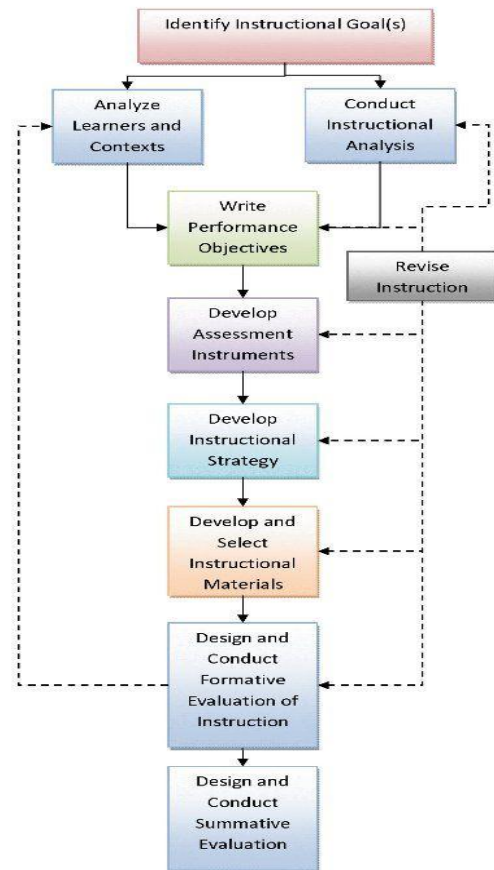 Identify Instructional Goal(s)
Analyze
Learners and
Contexts
Conduct
Instructional
Analysis
Write
Performance
Objectives
Revise
Instruction
Develop
Assessment
Instruments
Develop
Instructional
Strategy
Develop and
Select
Instructional
Materials
Design and
Conduct
Formative
Evaluation of
Instruction
Design and
Conduct
Summative
Evaluation